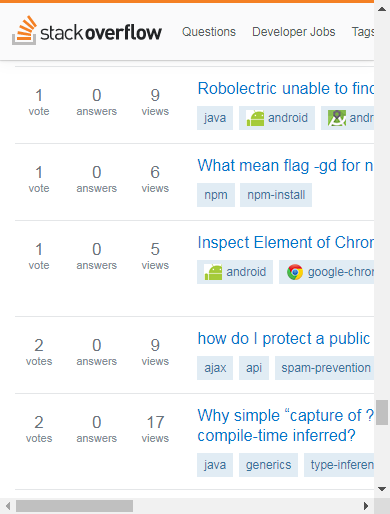 stackoverflow Questions Developer Jobs Tags
1 0 9 Robolectric unable to find
vote answers views java android andr
1 0 6 What mean flag -gd for n
vote answers views npm npm-install
1 0 5 Inspect Element of Chron
vote answers views android google-chron
2 0 9 how do I protect a public
votes answers views ajax api spam-prevention
2 0 17 Why simple “capture of ?
votes answers views compile-time inferred?
java generics type-inferen